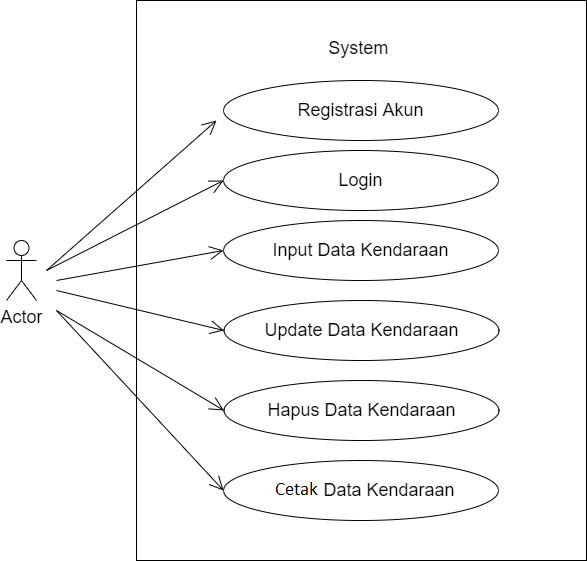 System
Registrasi Akun
Login
Input Data Kendaraan
Actor
Update Data Kendaraan
Hapus Data Kendaraan
Cetak Data Kendaraan